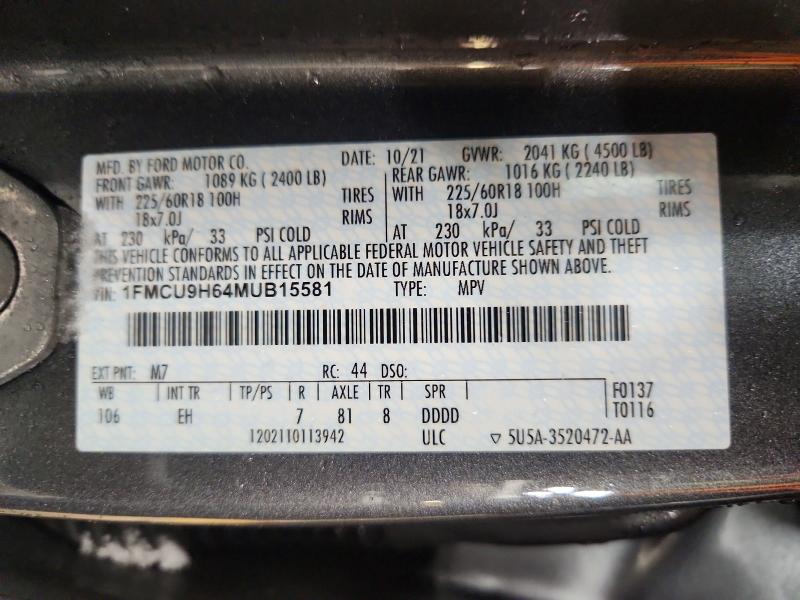 MFD. BY FORD MOTOR CO. DATE: 10/21 GVWR: 2041 KG ( 4500 LB)
FRONT GAWR: 1089 KG ( 2400 LB) REAR GAWR: 1016 KG ( 2240 LB)
WITH 225/60R18 100H TIRES WITH 225/60R18 100H TIRES
18x7.0J RIMS 18x7.0J RIMS
AT 230 kPa/ 33 PSI COLD AT 230 kPa/ 33 PSI COLD
THIS VEHICLE CONFORMS TO ALL APPLICABLE FEDERAL MOTOR VEHICLE SAFETY AND THEFT
PREVENTION STANDARDS IN EFFECT ON THE DATE OF MANUFACTURE SHOWN ABOVE.
VIN: 1FMCU9H64MUB15581 TYPE: MPV
EXT PNT: M7 RC: 44 DSO:
WB INT TR TP/PS R AXLE TR SPR F0137
106 EH 7 81 8 DDDD T0116
1202110113942 ULC ▽ 5U5A-3520472-AA